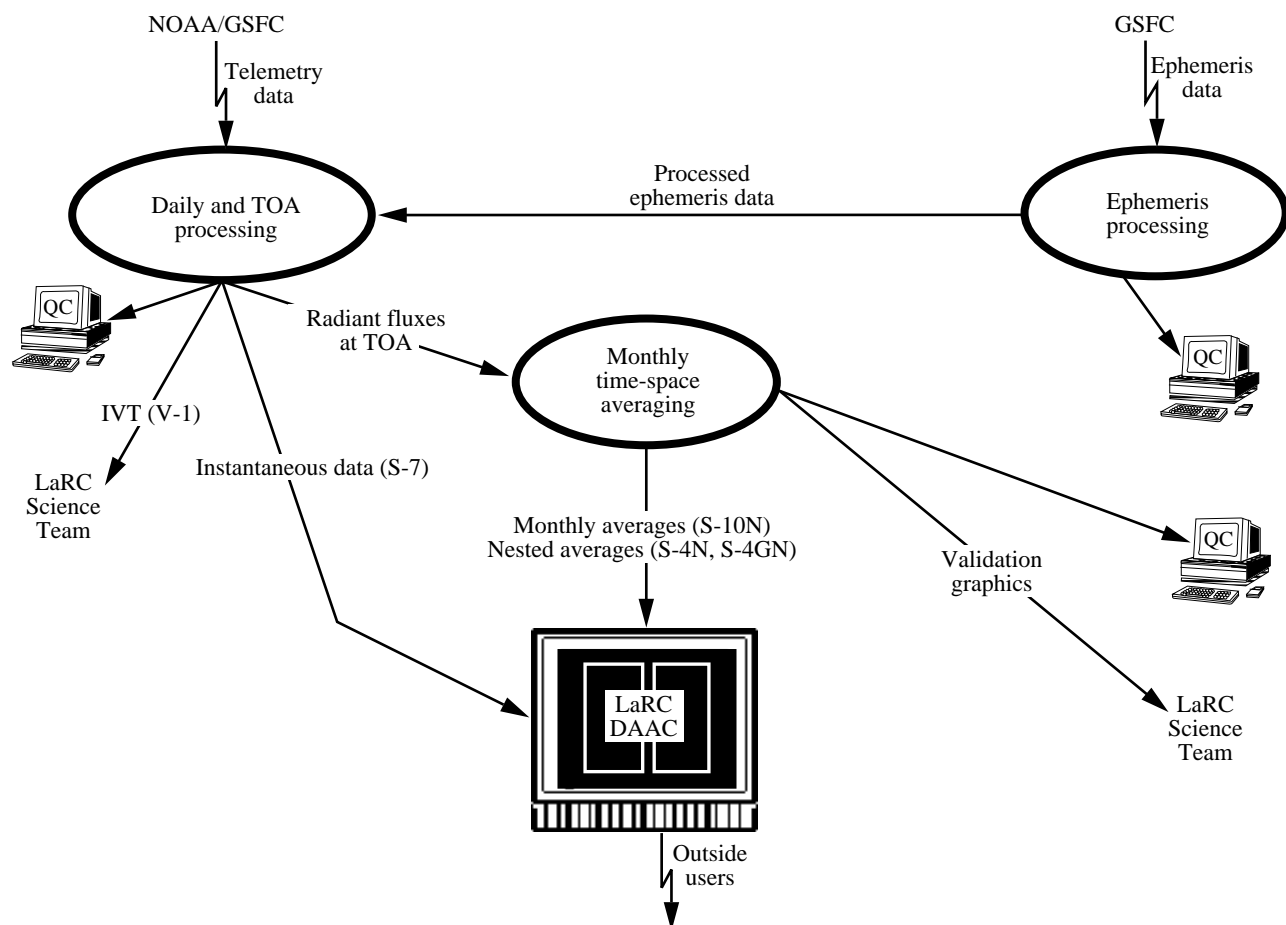 NOAA/GSFC
GSFC
Telemetry
data
Ephemeris
data
Processed
ephemeris data
Daily and TOA
processing
Ephemeris
processing
QC
Radiant fluxes
at TOA
Monthly
time-space
averaging
QC
IVT (V-1)
Instantaneous data (S-7)
LaRC
Science
Team
Monthly averages (S-10N)
Nested averages (S-4N, S-4GN)
QC
Validation
graphics
LaRC
DAAC
LaRC
Science
Team
Outside
users